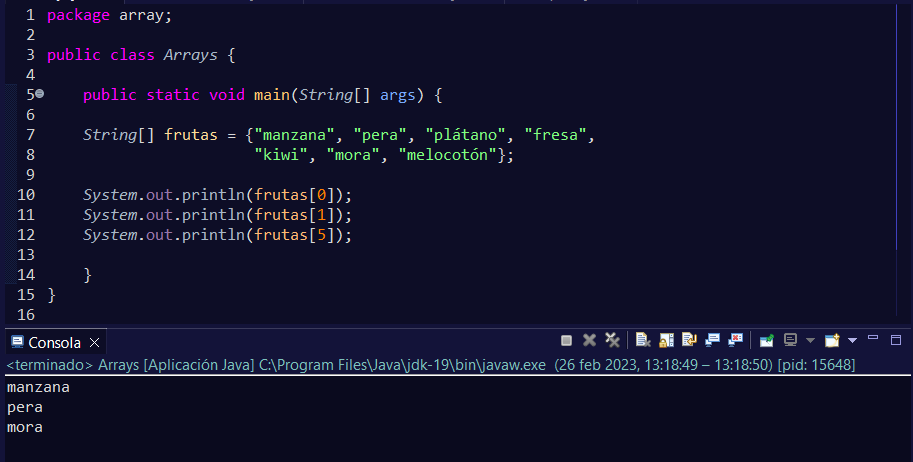 1 package array;
2
3 public class Arrays {
4
5 public static void main(String[] args) {
6
7 String[] frutas = {"manzana", "pera", "plátano", "fresa",
8 "kiwi", "mora", "melocotón"};
9
10 System.out.println(frutas[0]);
11 System.out.println(frutas[1]);
12 System.out.println(frutas[5]);
13
14 }
15 }
16
Consola
<terminado> Arrays [Aplicación Java] C:\Program Files\Java\jdk-19\bin\javaw.exe (26 feb 2023, 13:18:49 – 13:18:50) [pid: 15648]
manzana
pera
mora